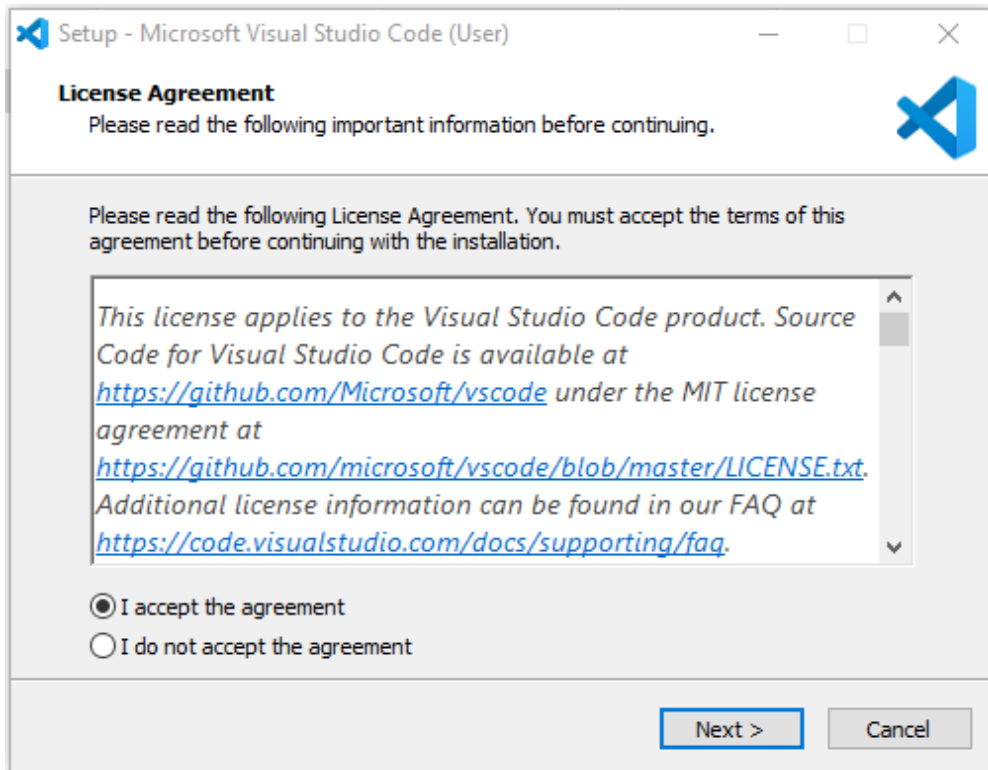 Setup - Microsoft Visual Studio Code (User)
License Agreement
Please read the following important information before continuing.
Please read the following License Agreement. You must accept the terms of this
agreement before continuing with the installation.
This license applies to the Visual Studio Code product. Source
Code for Visual Studio Code is available at
https://github.com/Microsoft/vscode under the MIT license
agreement at
https://github.com/microsoft/vscode/blob/master/LICENSE.txt.
Additional license information can be found in our FAQ at
https://code.visualstudio.com/docs/supporting/faq.
I accept the agreement
I do not accept the agreement
Next >
Cancel